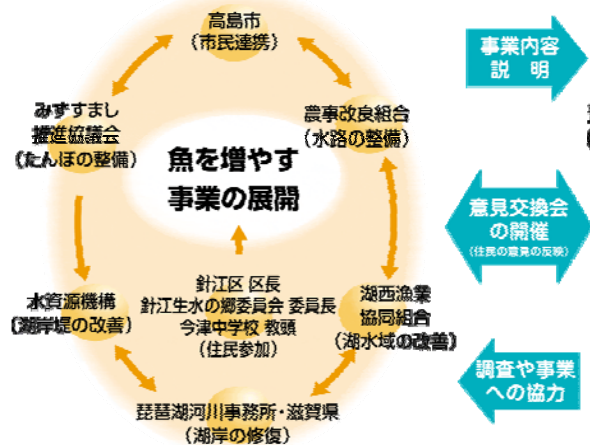 高島市
(市民連携)
みずすまし
推進協議会
(たんぼの整備)
農事改良組合
(水路の整備)
魚を増やす
事業の展開
針江区 区長
針江生水の郷委員会 委員長
今津中学校 教頭
(住民参加)
水資源機構
(湖岸堤の改善)
湖西漁業
協同組合
(湖水域の改善)
琵琶湖河川事務所・滋賀県
(湖岸の修復)
事業内容
説 明
意見交換会
の開催
(住民の意見の反映)
調査や事業
への協力